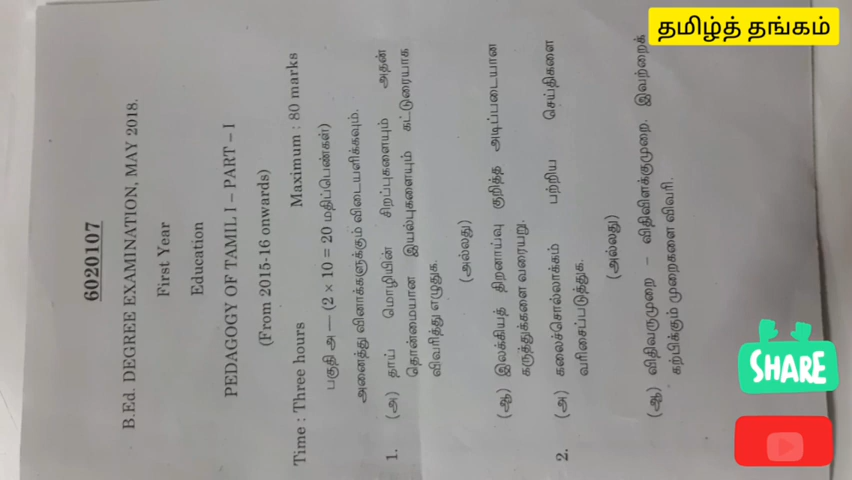 தமிழ்த் தங்கம்
6020107
B.Ed. DEGREE EXAMINATION, MAY 2018.
First Year
Education
PEDAGOGY OF TAMIL I – PART – I
(From 2015-16 onwards)
Time : Three hours Maximum : 80 marks
பகுதி அ — (2 × 10 = 20 மதிப்பெண்கள்)
அனைத்து வினாக்களுக்கும் விடையளிக்கவும்.
1. (அ) தாய் மொழியின் சிறப்புகளையும் அதன்
தொன்மையான இயல்புகளையும் கட்டுரையாக
விவரித்து எழுதுக.
(அல்லது)
(ஆ) இலக்கியத் திறனாய்வு குறித்த அடிப்படையான
கருத்துக்களை வரையறு.
2. (அ) கலைச்சொல்லாக்கம் பற்றிய செய்திகளை
வரிசைப்படுத்துக.
(அல்லது)
(ஆ) விதிவருமுறை – விதிவிளக்குமுறை. இவற்றைக்
கற்பிக்கும் முறைகளை விவரி.
SHARE